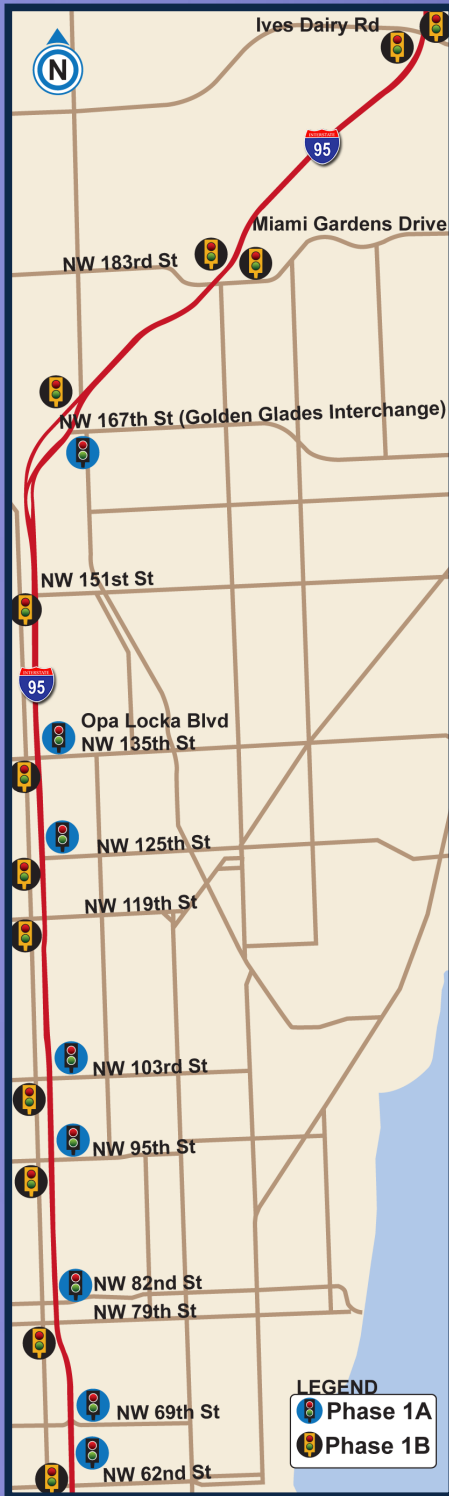 Ives Dairy Rd
N
INTERSTATE
95
Miami Gardens Drive
NW 183rd St
NW 167th St (Golden Glades Interchange)
NW 151st St
INTERSTATE
95
Opa Locka Blvd
NW 135th St
NW 125th St
NW 119th St
NW 103rd St
NW 95th St
NW 82nd St
NW 79th St
LEGEND
Phase 1A
Phase 1B
NW 69th St
NW 62nd St